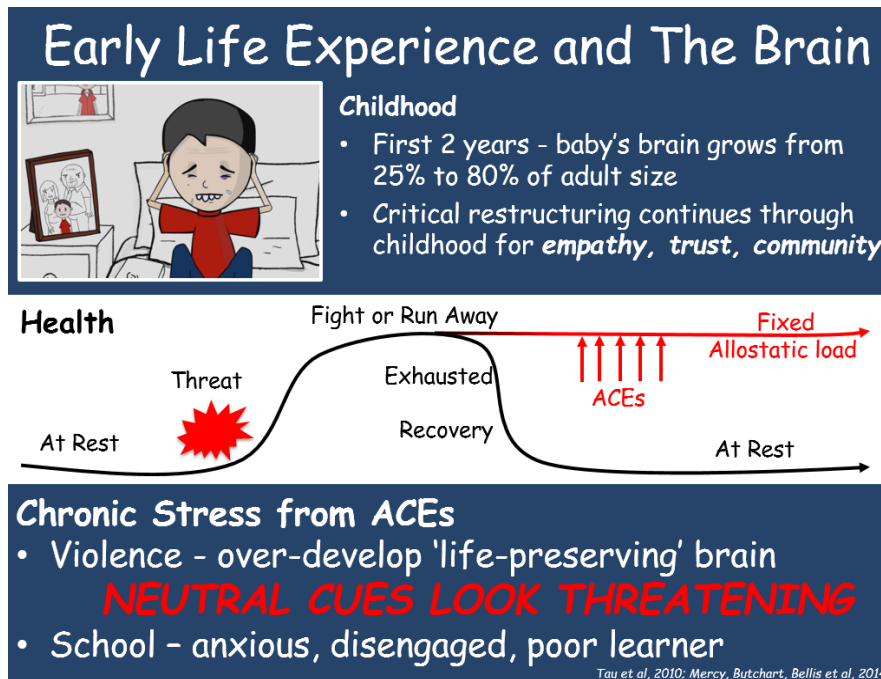 Early Life Experience and The Brain
Childhood
• First 2 years - baby's brain grows from
25% to 80% of adult size
• Critical restructuring continues through
childhood for empathy, trust, community
Health
Fight or Run Away
Fixed
Allostatic load
Threat
Exhausted
ACEs
At Rest
Recovery
At Rest
Chronic Stress from ACEs
• Violence - over-develop 'life-preserving' brain
NEUTRAL CUES LOOK THREATENING
• School – anxious, disengaged, poor learner
Tau et al, 2010; Mercy, Butchart, Bellis et al, 2014